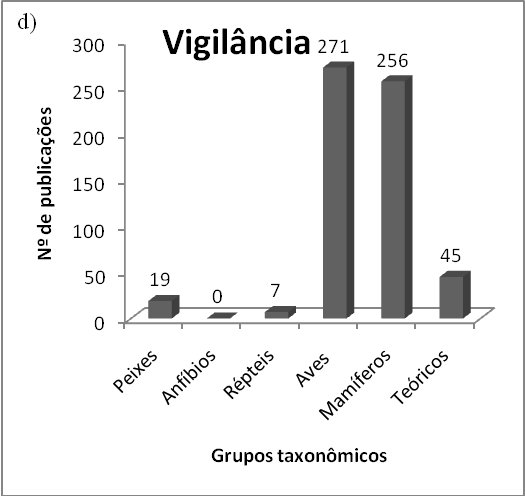 d)
Vigilância
Nº de publicações
300
250
200
150
100
50
0
19
0
7
271
256
45
Peixes
Anfíbios
Répteis
Aves
Mamíferos
Teóricos
Grupos taxonômicos